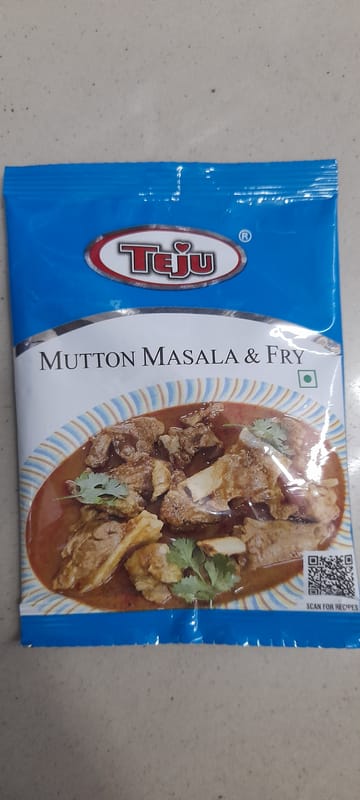 TEJU
®
MUTTON MASALA & FRY
SCAN FOR RECIPES